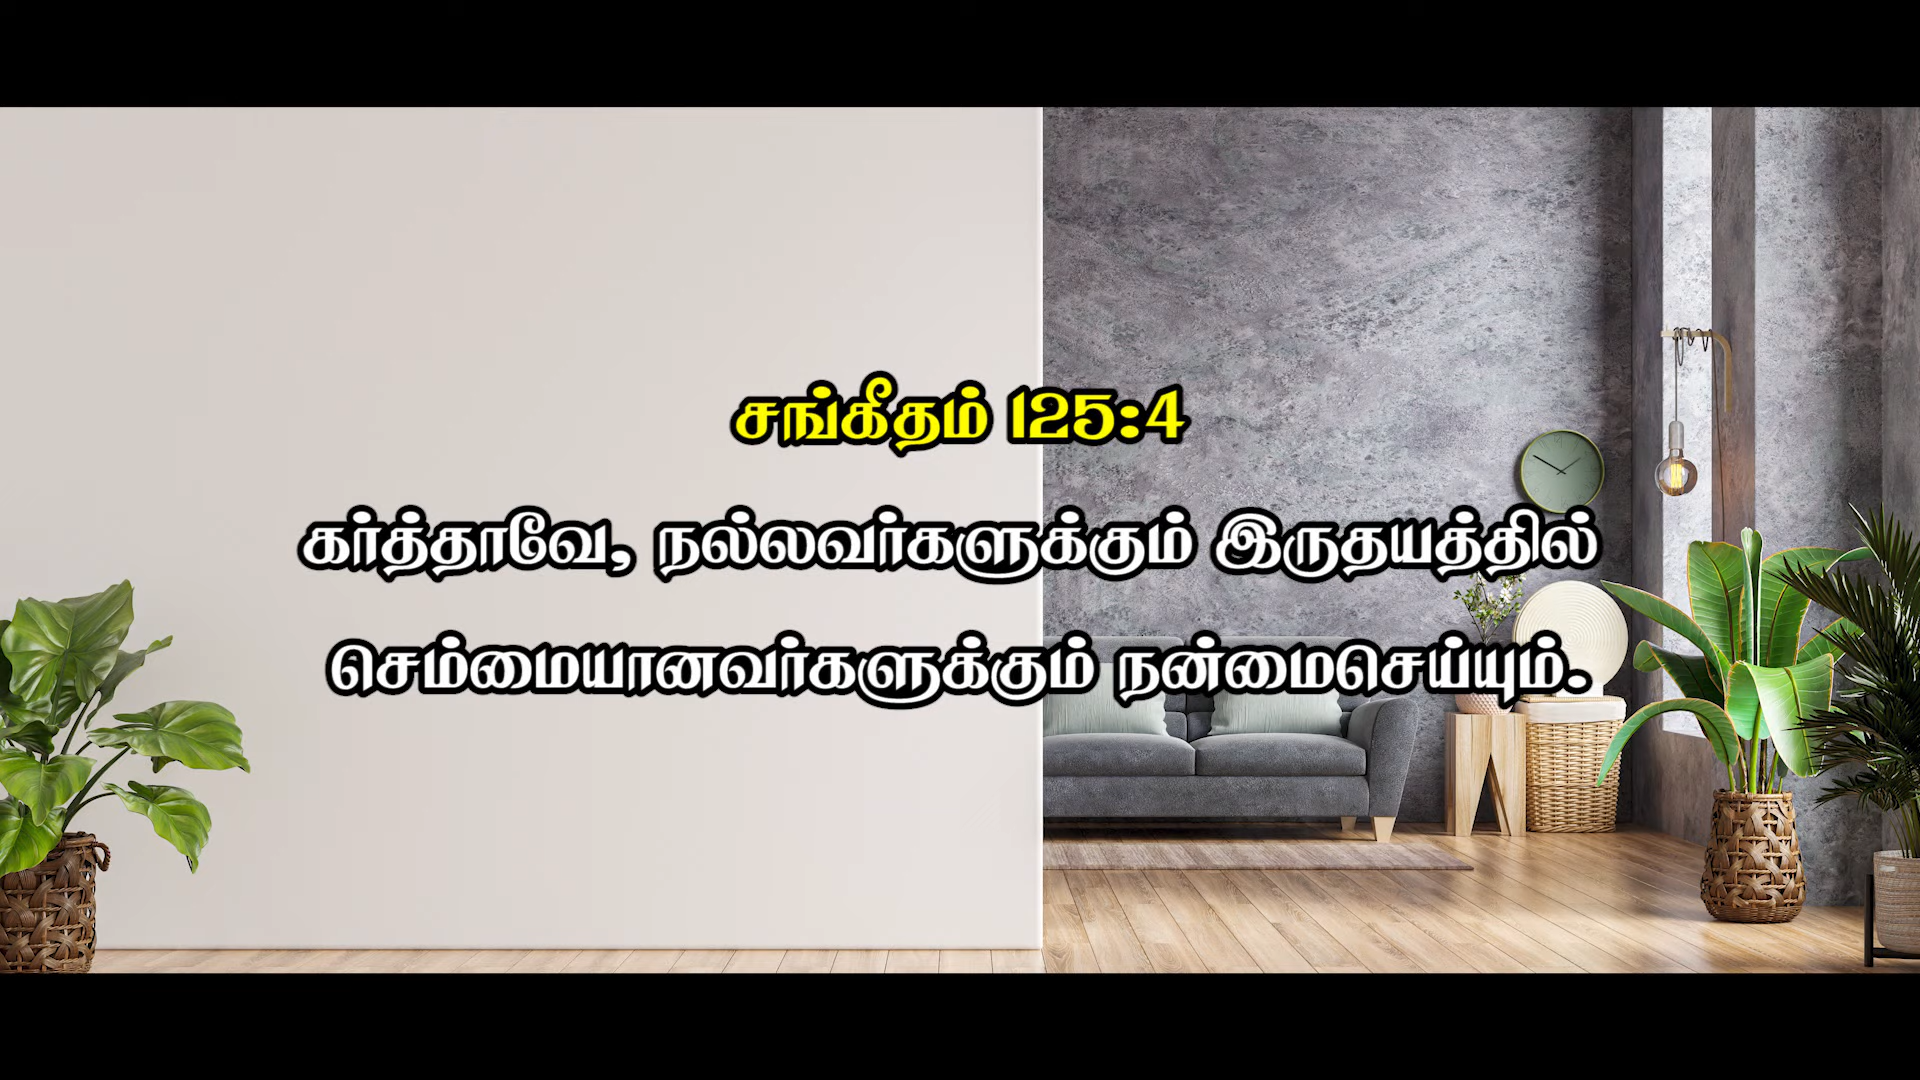 சங்கீதம் 125:4
கர்த்தாவே, நல்லவர்களுக்கும் இருதயத்தில்
செம்மையானவர்களுக்கும் நன்மைசெய்யும்.